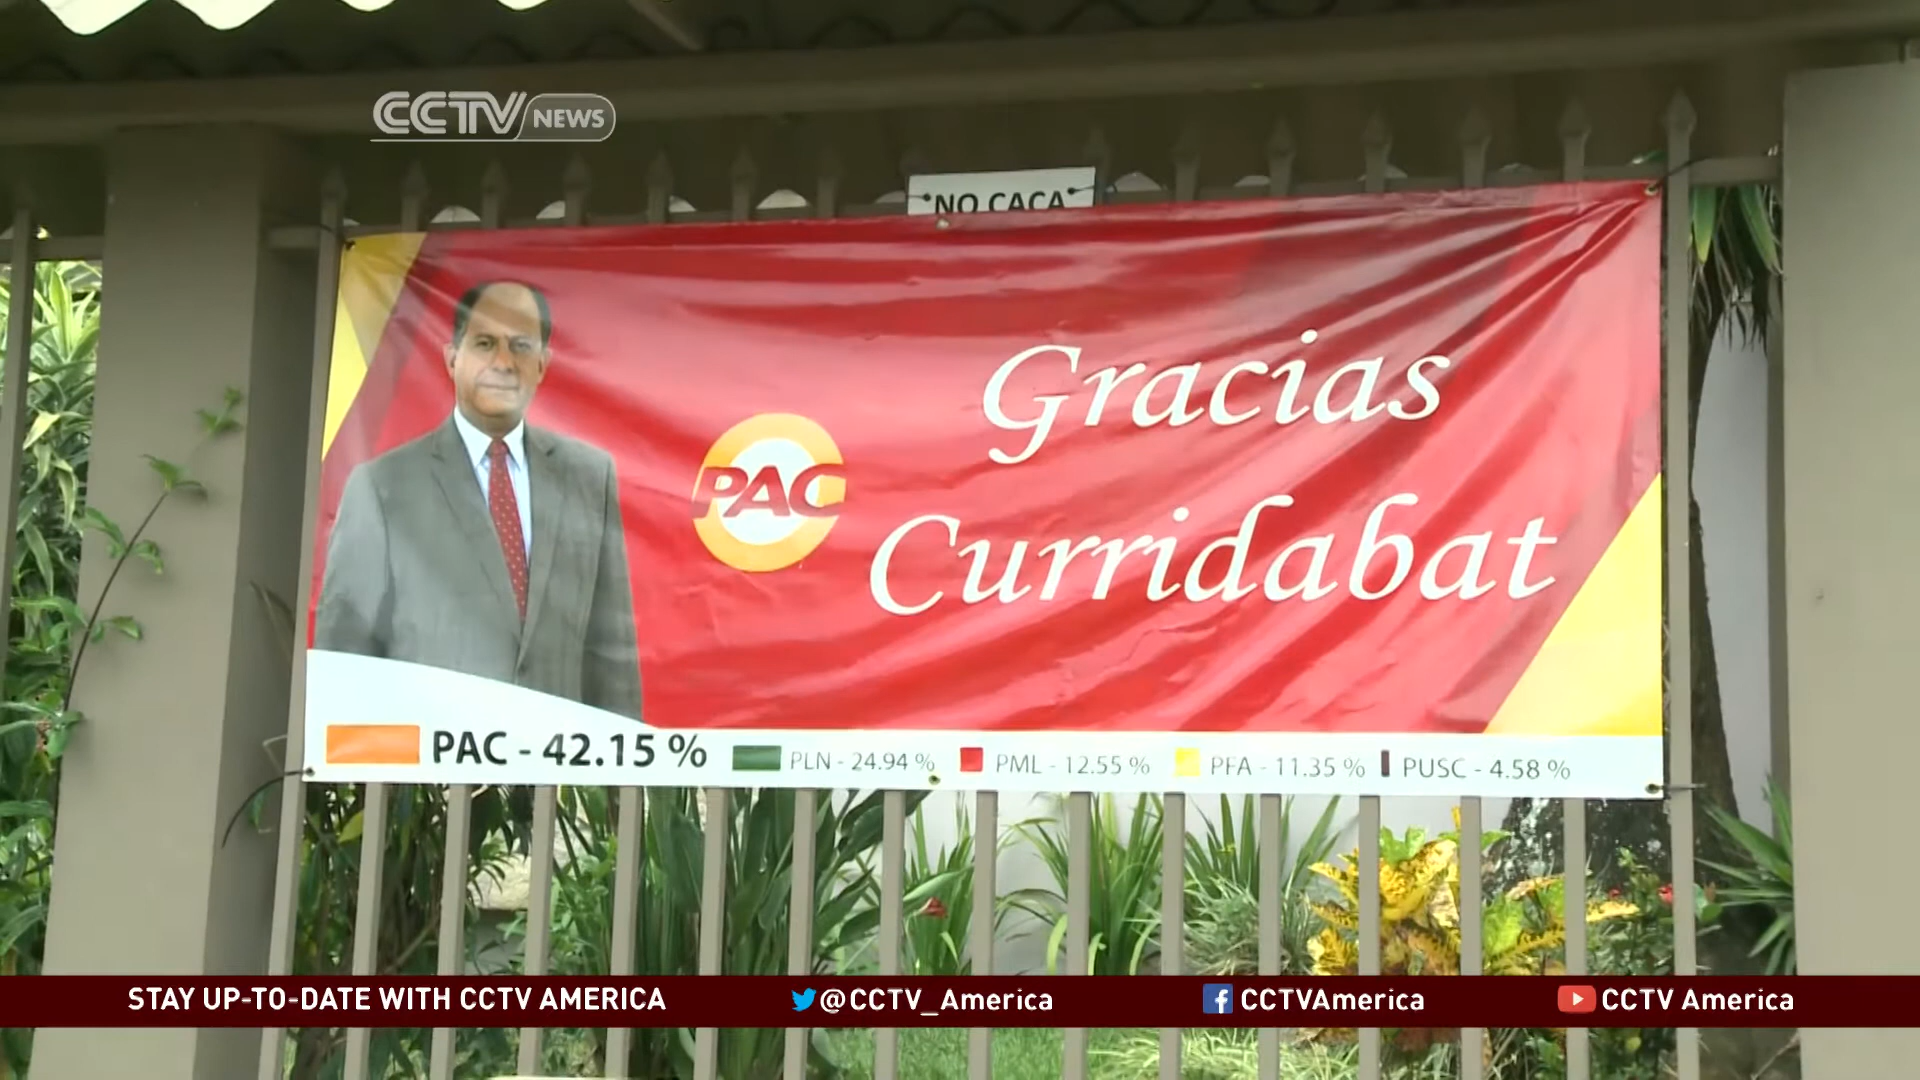 CCTV NEWS
NO CACA
Gracias
PAC
Curridabat
PAC - 42.15 %
PLN - 24.94 %
PML - 12.55 %
PFA - 11.35 %
PUSC - 4.58 %
STAY UP-TO-DATE WITH CCTV AMERICA
@CCTV_America
CCTVAmerica
CCTV America